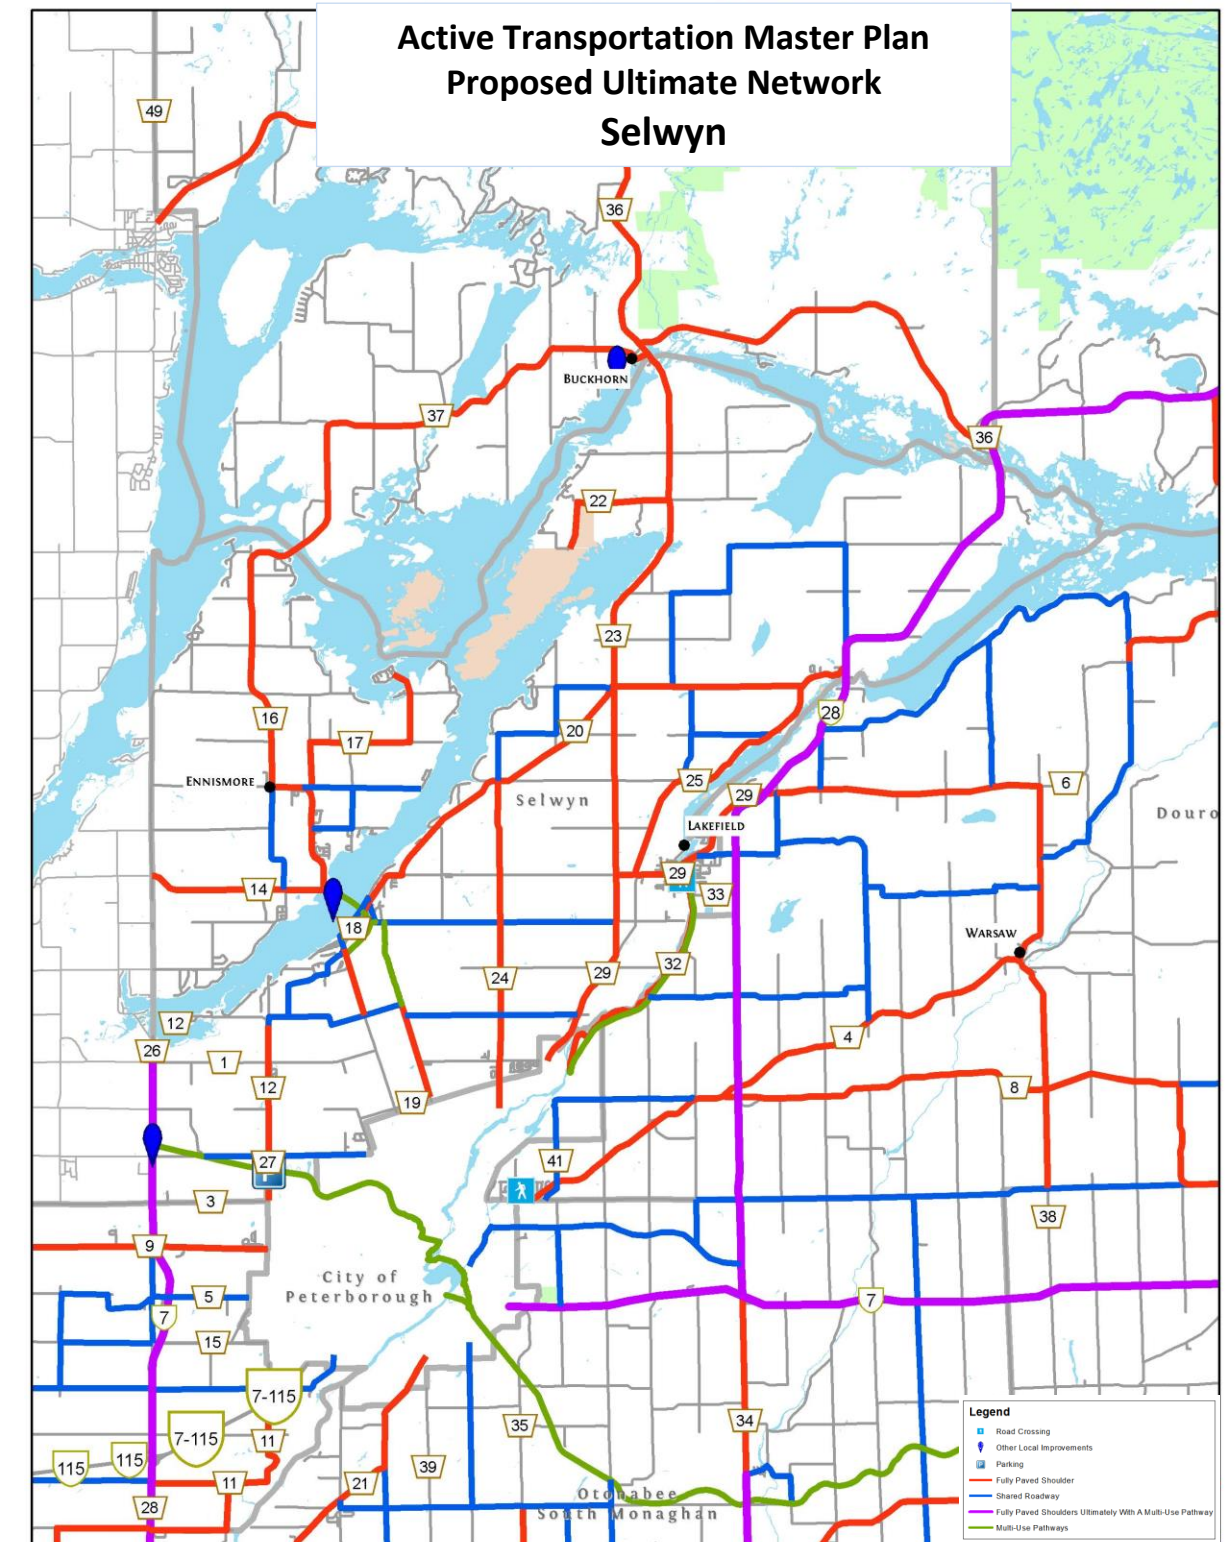 Active Transportation Master Plan
Proposed Ultimate Network
Selwyn
49
36
BUCKHORN
37
36
22
23
16
17
20
28
ENNISMORE
25
29
6
Selwyn
Douro
LAKEFIELD
14
29
33
18
WARSAW
24
29
32
12
26
1
4
12
8
19
27
41
3
38
9
City of
Peterborough
5
7
7
15
7-115
7-115
11
115
115
35
34
11
21
39
28
Otonabee
South Monaghan
Legend
Road Crossing
Other Local Improvements
Parking
Fully Paved Shoulder
Shared Roadway
Fully Paved Shoulders Ultimately With A Multi-Use Pathway
Multi-Use Pathways